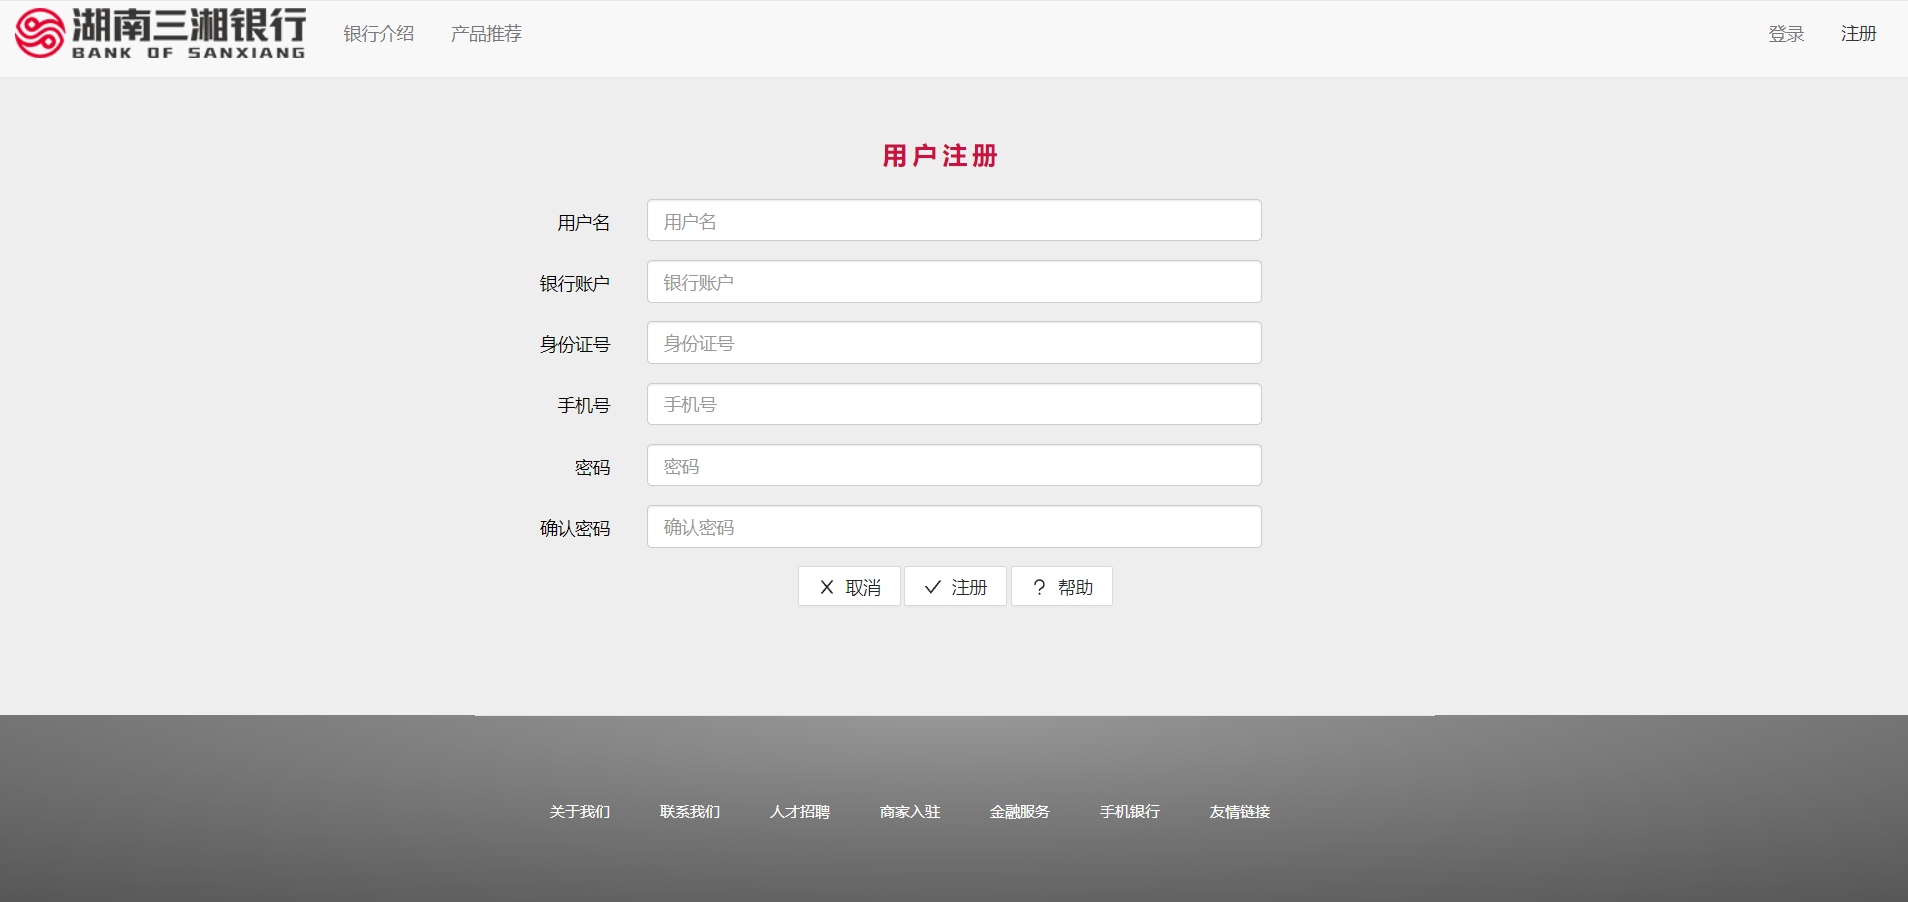 湖南三湘银行
BANK OF SANXIANG
银行介绍 产品推荐 登录 注册
用户注册
用户名 用户名
银行账户 银行账户
身份证号 身份证号
手机号 手机号
密码 密码
确认密码 确认密码
取消 注册 ? 帮助
关于我们 联系我们 人才招聘 商家入驻 金融服务 手机银行 友情链接